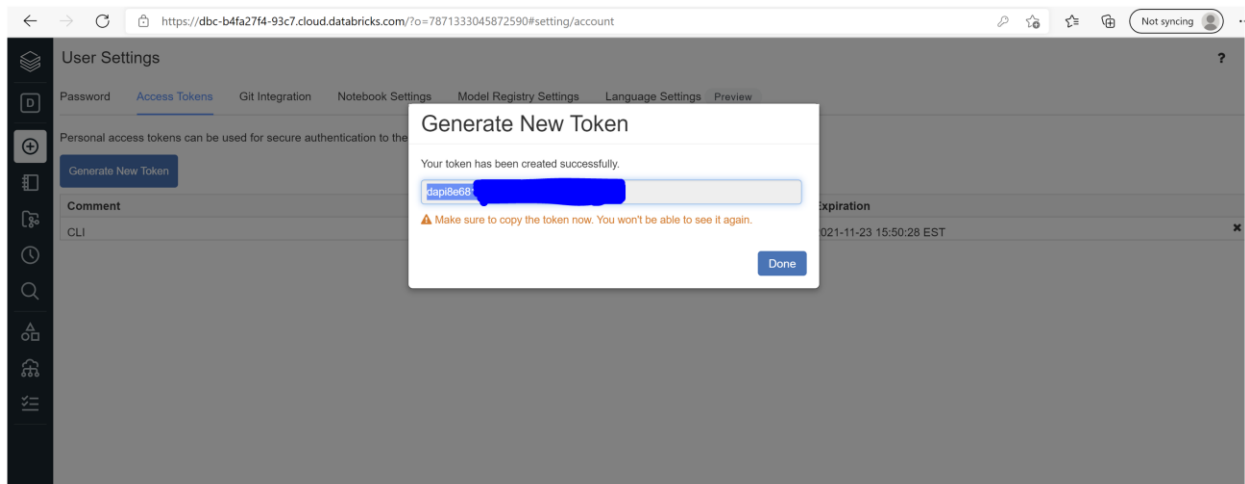 https://dbc-b4fa27f4-93c7.cloud.databricks.com/?o=7871333045872590#setting/account
Not syncing
User Settings
?
D
Password Access Tokens Git Integration Notebook Settings Model Registry Settings Language Settings Preview
Personal access tokens can be used for secure authentication to the
Generate New Token
Comment
Expiration
CLI
2021-11-23 15:50:28 EST
Generate New Token
Your token has been created successfully.
dapi8e68
Make sure to copy the token now. You won't be able to see it again.
Done